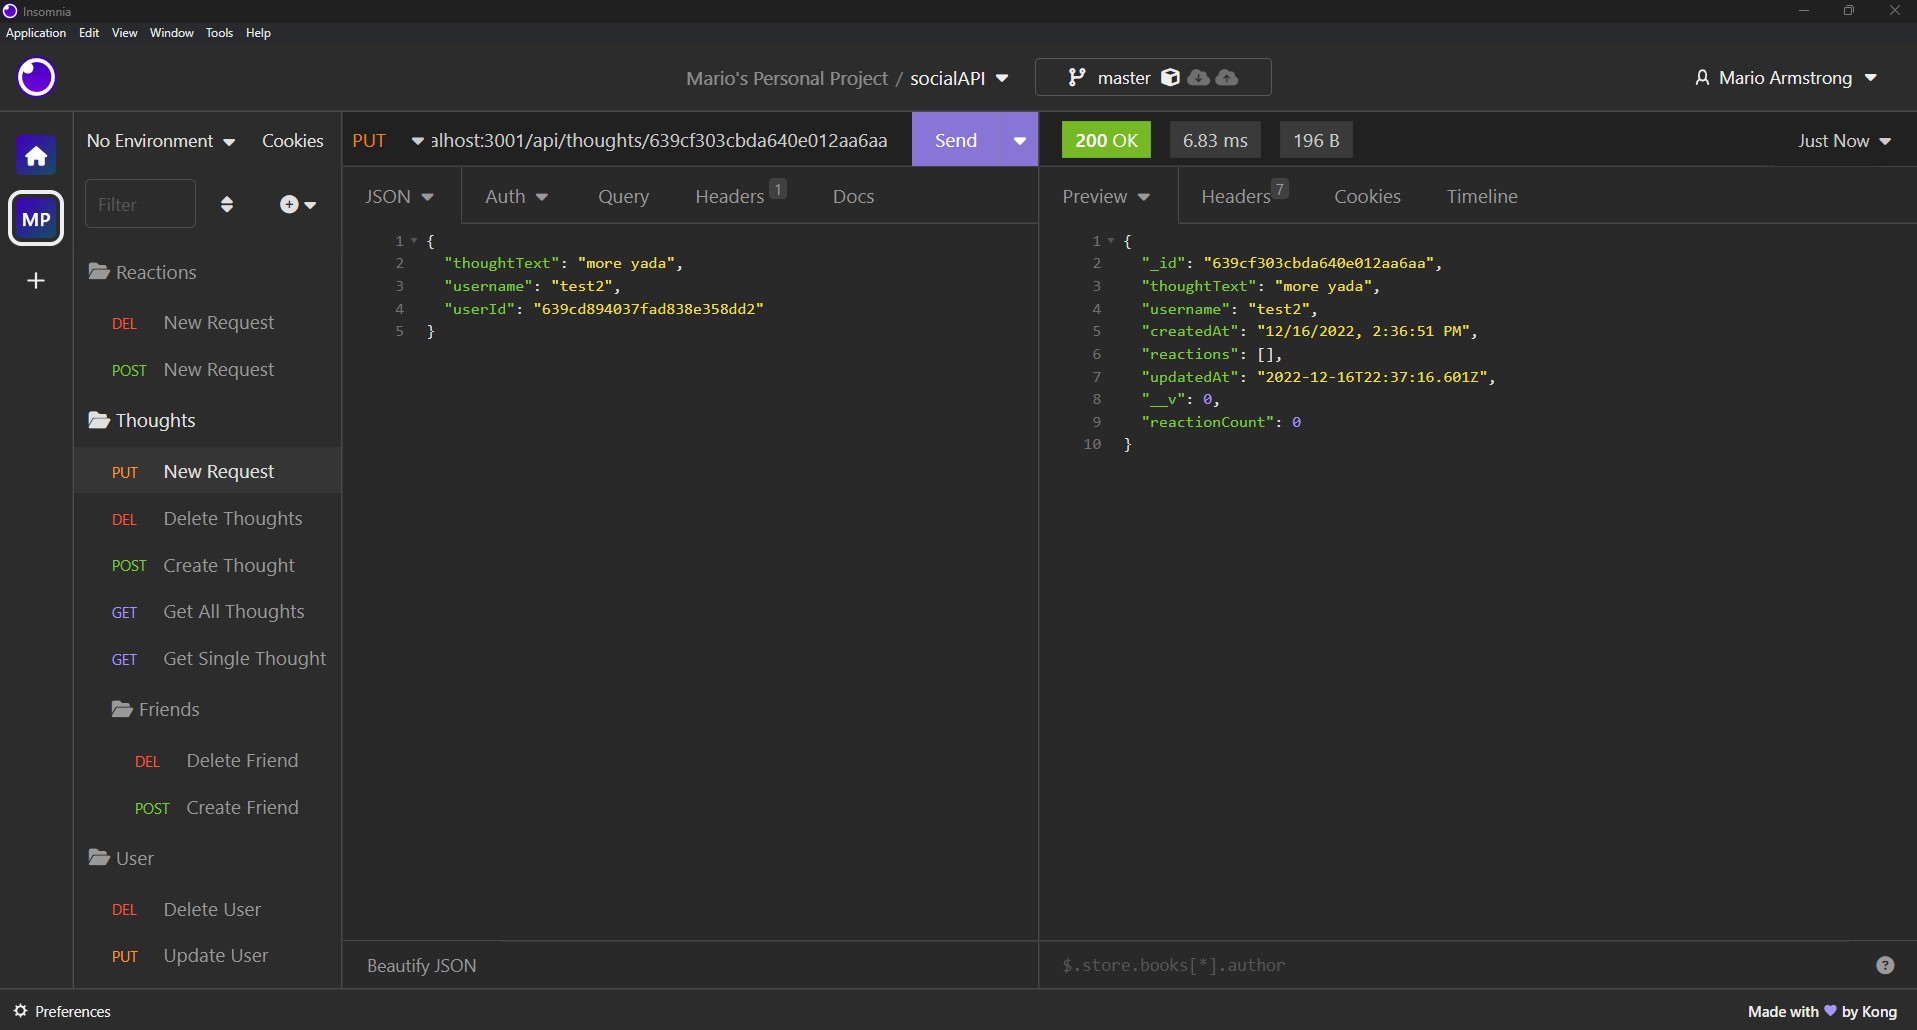 Insomnia
Application Edit View Window Tools Help
Mario's Personal Project / socialAPI
master
Mario Armstrong
MP
No Environment
Cookies
Filter
Reactions
DEL New Request
POST New Request
Thoughts
PUT New Request
DEL Delete Thoughts
POST Create Thought
GET Get All Thoughts
GET Get Single Thought
Friends
DEL Delete Friend
POST Create Friend
User
DEL Delete User
PUT Update User
PUT alhost:3001/api/thoughts/639cf303cbda640e012aa6aa Send
JSON Auth Query Headers 1 Docs
1 {
2 "thoughtText": "more yada",
3 "username": "test2",
4 "userId": "639cd894037fad838e358dd2"
5 }
Beautify JSON
200 OK 6.83 ms 196 B Just Now
Preview Headers 7 Cookies Timeline
1 {
2 "_id": "639cf303cbda640e012aa6aa",
3 "thoughtText": "more yada",
4 "username": "test2",
5 "createdAt": "12/16/2022, 2:36:51 PM",
6 "reactions": [],
7 "updatedAt": "2022-12-16T22:37:16.601Z",
8 "__v": 0,
9 "reactionCount": 0
10 }
$.store.books[*].author
?
Preferences
Made with 💜 by Kong